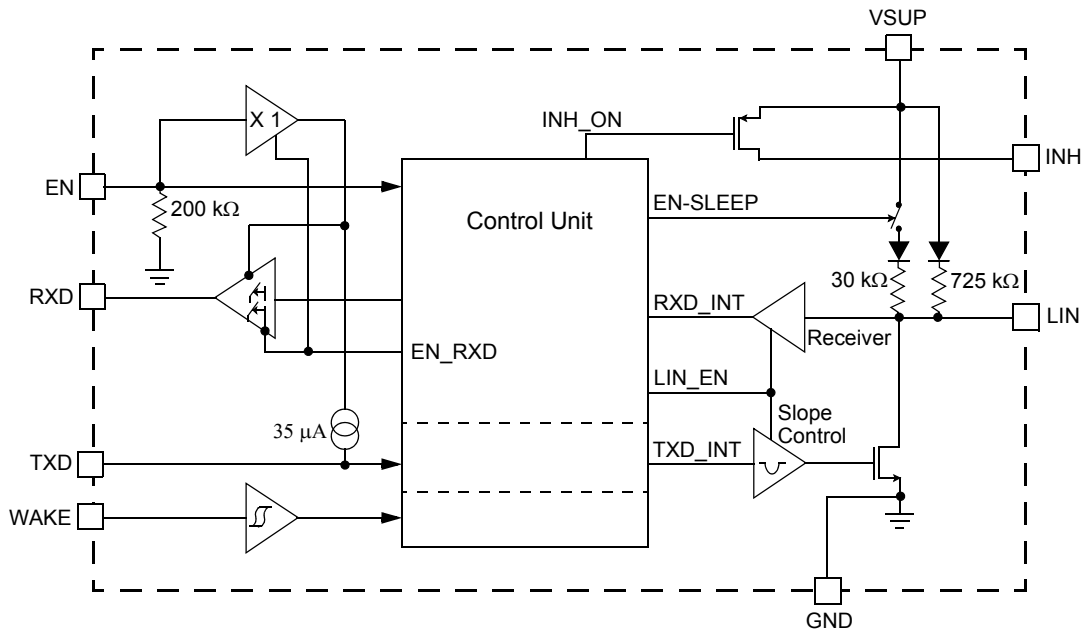 VSUP
X 1
INH_ON
INH
EN
200 kΩ
EN-SLEEP
Control Unit
RXD
30 kΩ
725 kΩ
RXD_INT
LIN
Receiver
EN_RXD
LIN_EN
35 µA
Slope
Control
TXD
TXD_INT
WAKE
GND